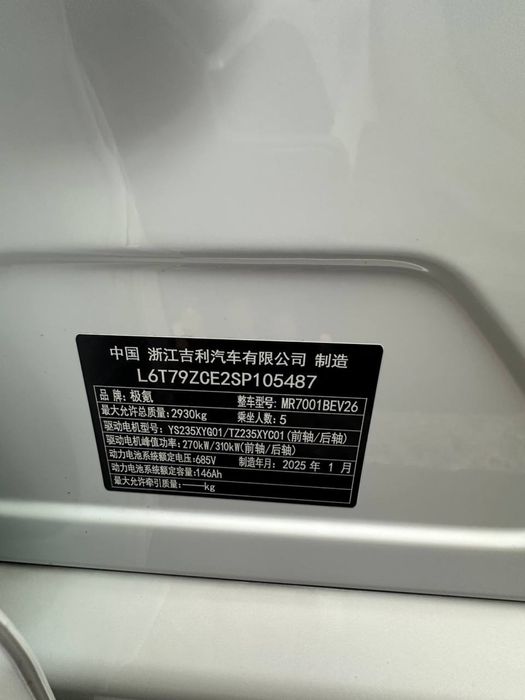 中国 浙江吉利汽车有限公司 制造
L6T79ZCE2SP105487
品牌:极氪 整车型号:MR7001BEV26
最大允许总质量:2930kg 乘坐人数:5
驱动电机型号:YS235XYG01/TZ235XYC01(前轴/后轴)
驱动电机峰值功率:270kW/310kW(前轴/后轴)
动力电池系统额定电压:685V 制造年月:2025 年 1 月
动力电池系统额定容量:146Ah
最大允许牵引质量:——kg